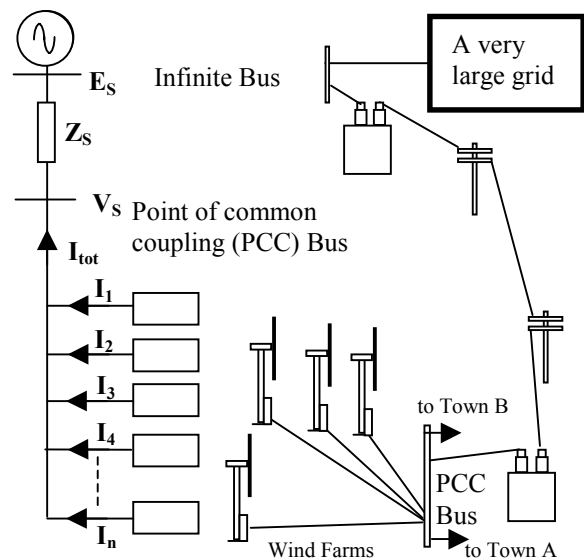 E_S
Infinite Bus
A very
large grid
Z_S
V_S
Point of common
coupling (PCC) Bus
I_tot
I_1
I_2
I_3
I_4
I_n
to Town B
PCC
Bus
to Town A
Wind Farms